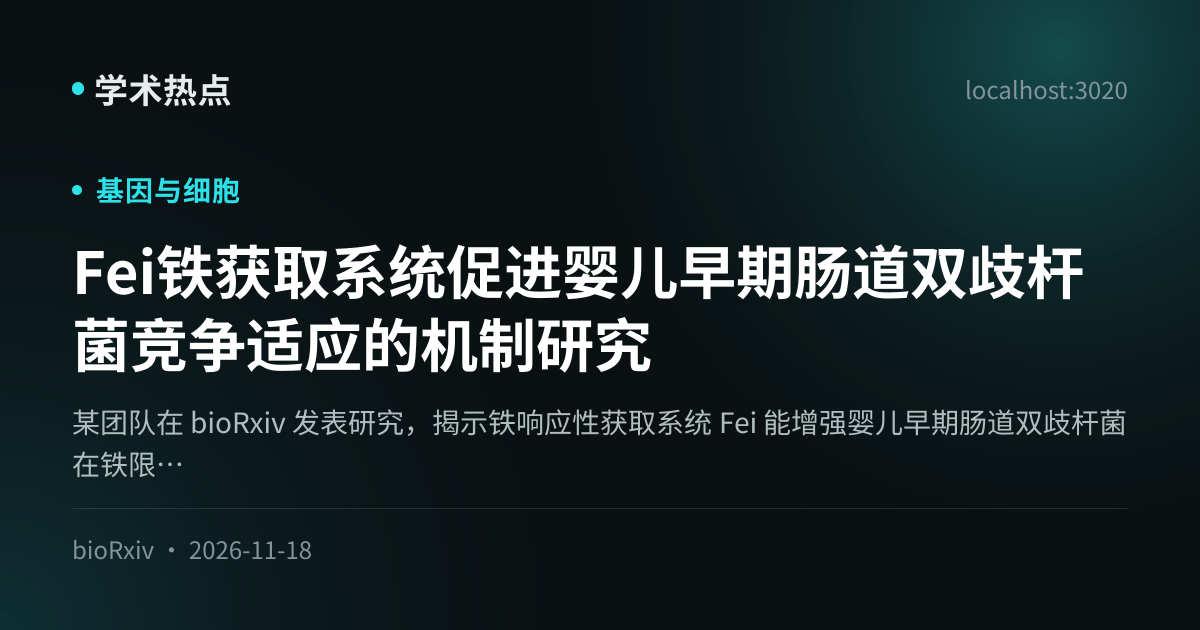 学术热点
localhost:3020
基因与细胞
Fei铁获取系统促进婴儿早期肠道双歧杆
菌竞争适应的机制研究
某团队在 bioRxiv 发表研究，揭示铁响应性获取系统 Fei 能增强婴儿早期肠道双歧杆菌
在铁限…
bioRxiv • 2026-11-18